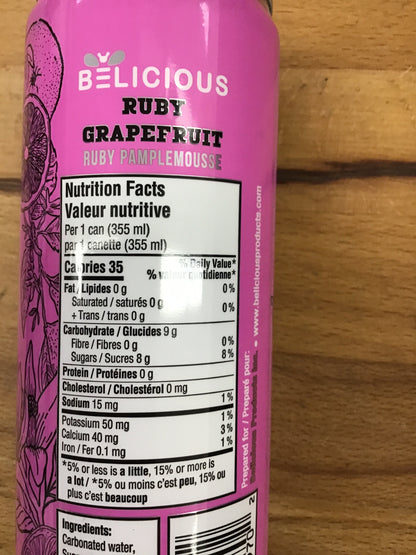 BELICIOUS
RUBY
GRAPEFRUIT
RUBY PAMPLEMOUSSE
Nutrition Facts
Valeur nutritive
Per 1 can (355 ml)
par 1 canette (355 ml)
Calories 35
% Daily Value*
% valeur quotidienne*
Fat / Lipides 0 g 0 %
Saturated / saturés 0 g
+ Trans / trans 0 g
0 %
Carbohydrate / Glucides 9 g
Fibre / Fibres 0 g 0 %
Sugars / Sucres 8 g 8 %
Protein / Protéines 0 g
Cholesterol / Cholestérol 0 mg
Sodium 15 mg 1 %
Potassium 50 mg 1 %
Calcium 40 mg 3 %
Iron / Fer 0.1 mg 1 %
*5% or less is a little, 15% or more is
a lot / *5% ou moins c'est peu, 15% ou
plus c'est beaucoup
Ingredients:
Carbonated water,
Prepared for / Preparé pour:
Products Inc. • www.beliciousproducts.com
70 2